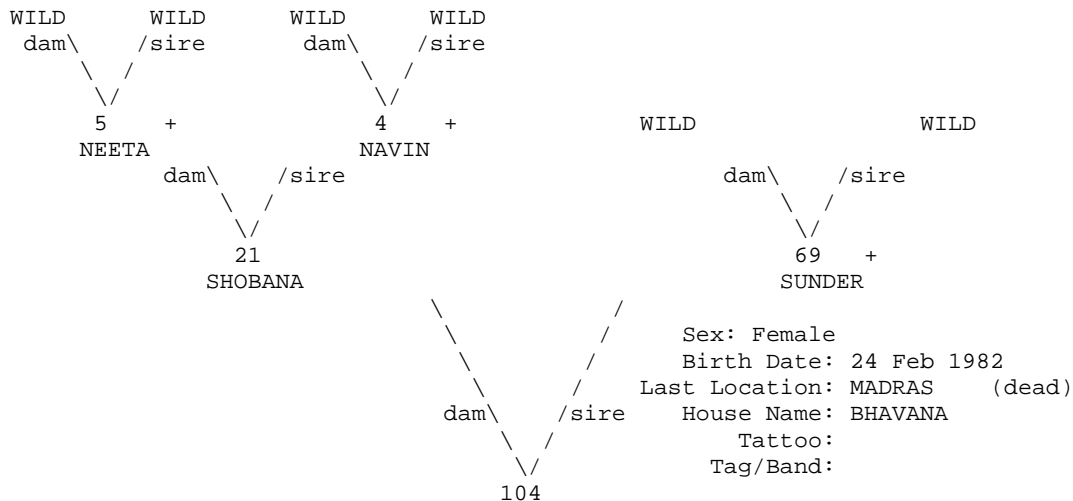 WILD WILD WILD WILD
dam\ /sire dam\ /sire
\ / \ /
\/ \/
5 + 4 + WILD WILD
NEETA NAVIN
dam\ /sire dam\ /sire
\ / \ /
\/ \/
21 69 +
SHOBANA SUNDER
\ /
\ / Sex: Female
\ / Birth Date: 24 Feb 1982
\ / Last Location: MADRAS (dead)
dam\ /sire House Name: BHAVANA
\ / Tattoo:
\/ Tag/Band:
104